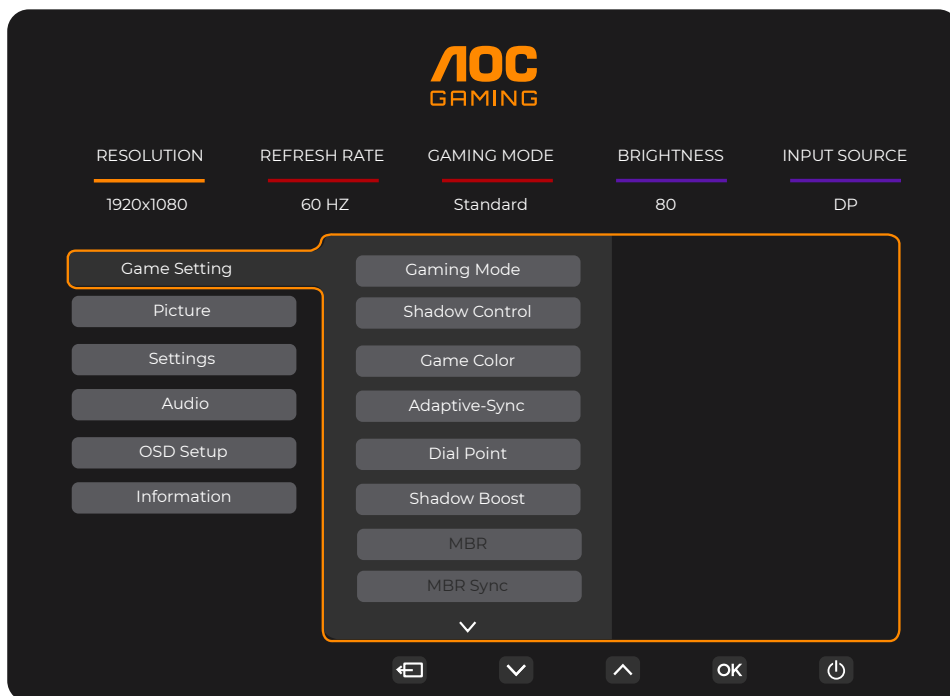 AOC
GAMING
RESOLUTION REFRESH RATE GAMING MODE BRIGHTNESS INPUT SOURCE
1920x1080 60 HZ Standard 80 DP
Game Setting
Picture
Settings
Audio
OSD Setup
Information
Gaming Mode
Shadow Control
Game Color
Adaptive-Sync
Dial Point
Shadow Boost
MBR
MBR Sync
OK